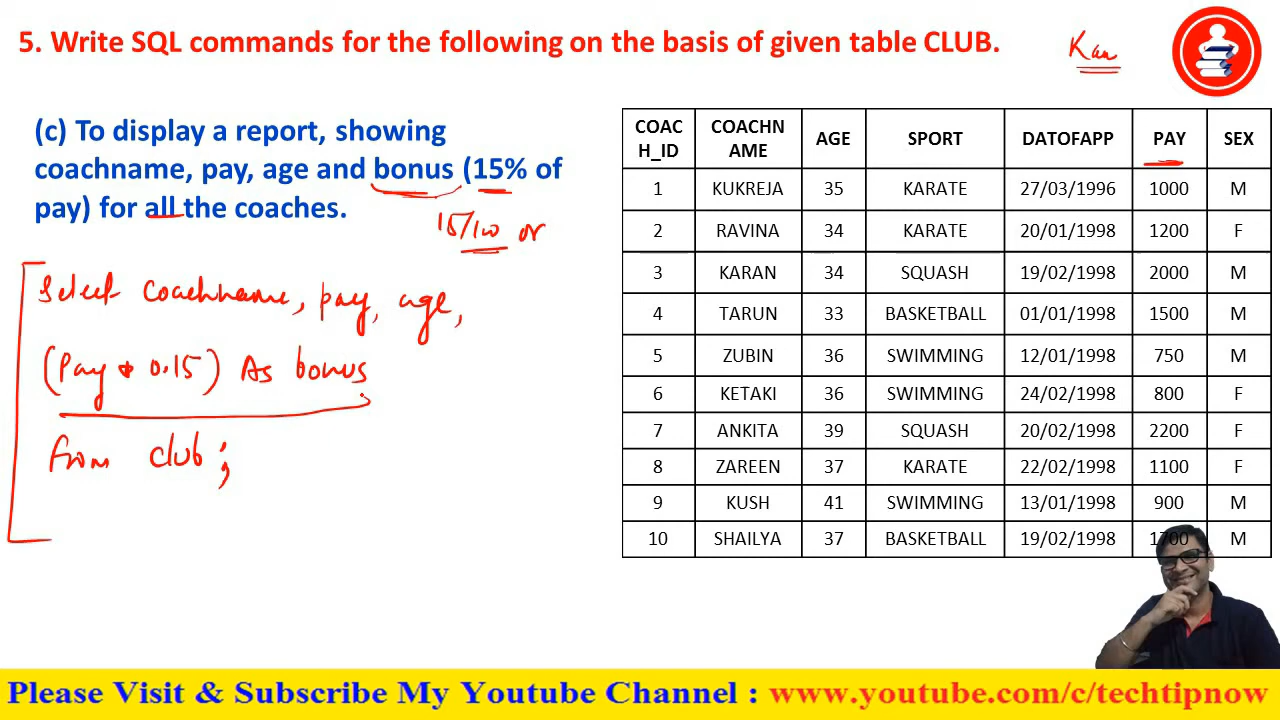 5. Write SQL commands for the following on the basis of given table CLUB.
Kar
(c) To display a report, showing
coachname, pay, age and bonus (15% of
pay) for all the coaches.
15/100 or
Select coachname, pay, age,
(Pay * 0.15) As bonus
from club;
COAC H_ID COACHN AME AGE SPORT DATOFAPP PAY SEX
1 KUKREJA 35 KARATE 27/03/1996 1000 M
2 RAVINA 34 KARATE 20/01/1998 1200 F
3 KARAN 34 SQUASH 19/02/1998 2000 M
4 TARUN 33 BASKETBALL 01/01/1998 1500 M
5 ZUBIN 36 SWIMMING 12/01/1998 750 M
6 KETAKI 36 SWIMMING 24/02/1998 800 F
7 ANKITA 39 SQUASH 20/02/1998 2200 F
8 ZAREEN 37 KARATE 22/02/1998 1100 F
9 KUSH 41 SWIMMING 13/01/1998 900 M
10 SHAILYA 37 BASKETBALL 19/02/1998 1700 M
Please Visit & Subscribe My Youtube Channel : www.youtube.com/c/techtipnow